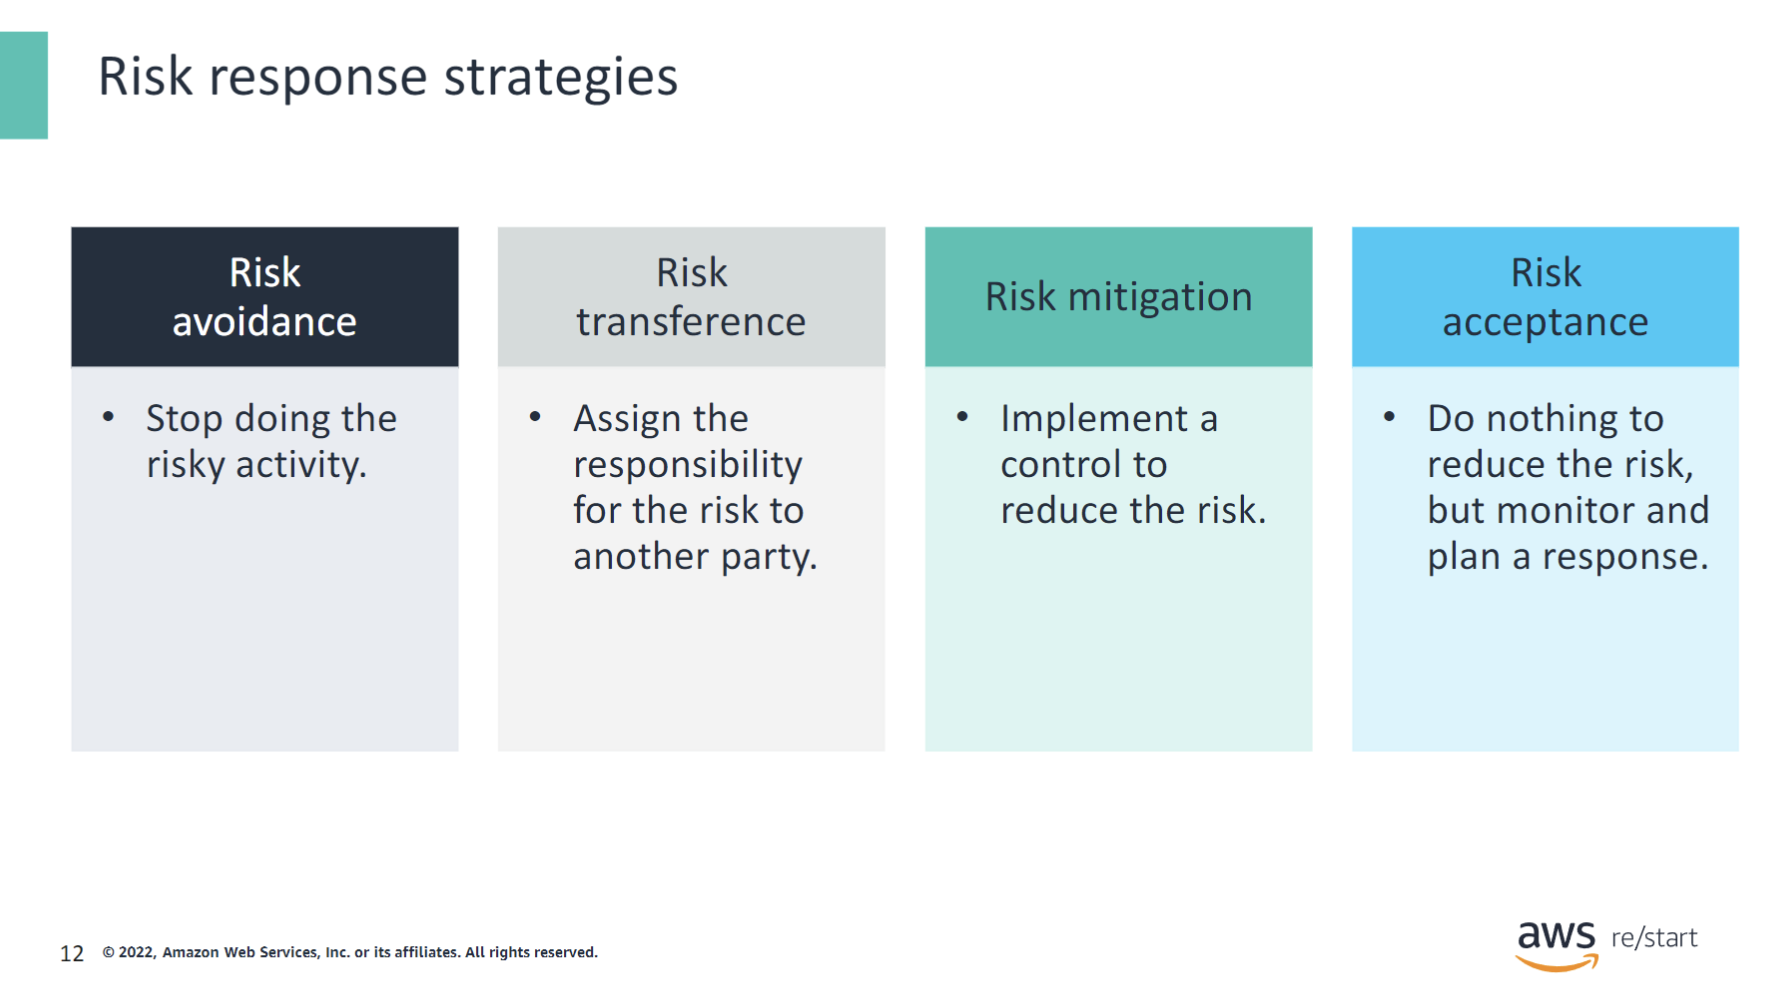 Risk response strategies
Risk
avoidance
• Stop doing the
risky activity.
Risk
transference
• Assign the
responsibility
for the risk to
another party.
Risk mitigation
• Implement a
control to
reduce the risk.
Risk
acceptance
• Do nothing to
reduce the risk,
but monitor and
plan a response.
12 © 2022, Amazon Web Services, Inc. or its affiliates. All rights reserved.
aws re/start